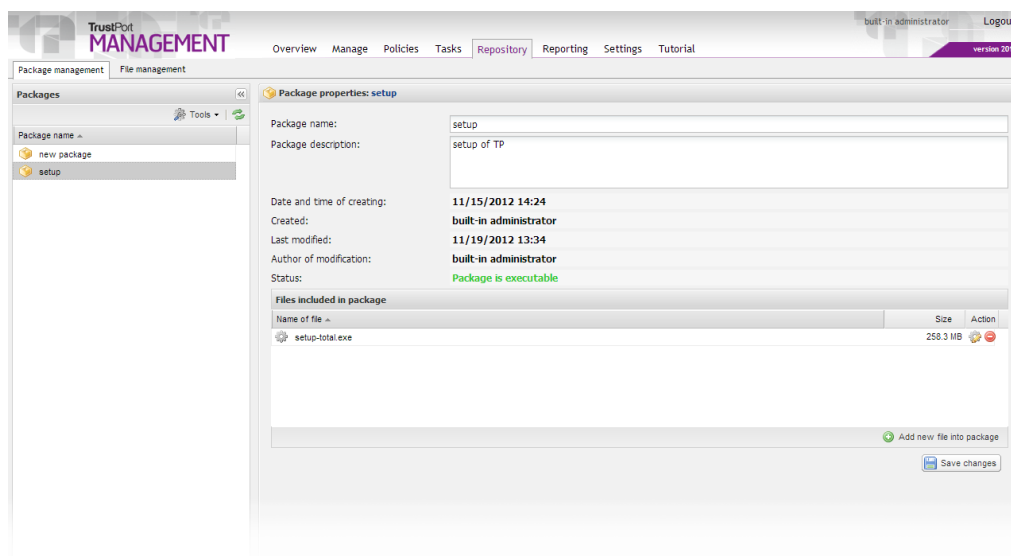 built-in administrator Logou
TrustPort
MANAGEMENT
Overview Manage Policies Tasks Repository Reporting Settings Tutorial
version 20
Package management File management
Packages
Package properties: setup
Tools
Package name
new package
setup
Package name: setup
Package description: setup of TP
Date and time of creating: 11/15/2012 14:24
Created: built-in administrator
Last modified: 11/19/2012 13:34
Author of modification: built-in administrator
Status: Package is executable
Files included in package
Name of file Size Action
setup-total.exe 258.3 MB
Add new file into package
Save changes